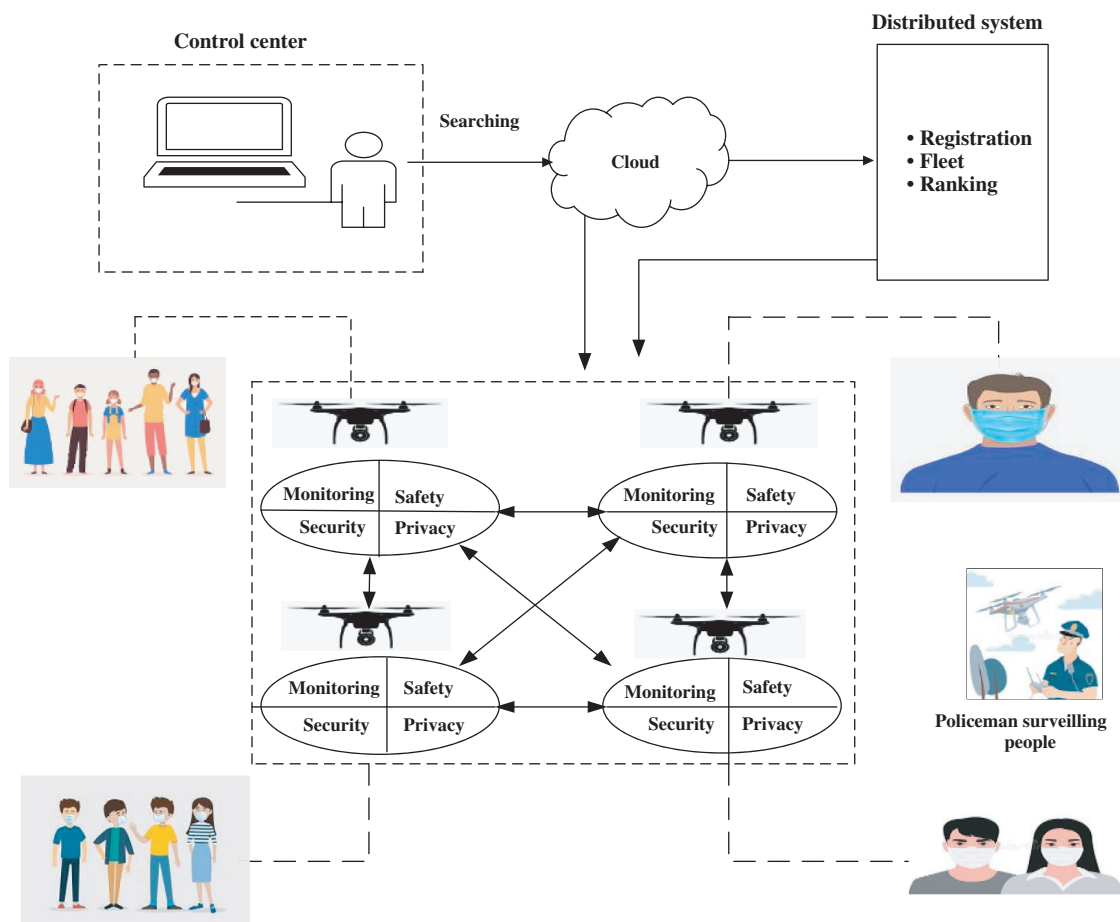 Control center
Distributed system
Searching
Cloud
• Registration
• Fleet
• Ranking
Monitoring Safety
Security Privacy
Monitoring Safety
Security Privacy
Monitoring Safety
Security Privacy
Monitoring Safety
Security Privacy
Policeman surveilling
people